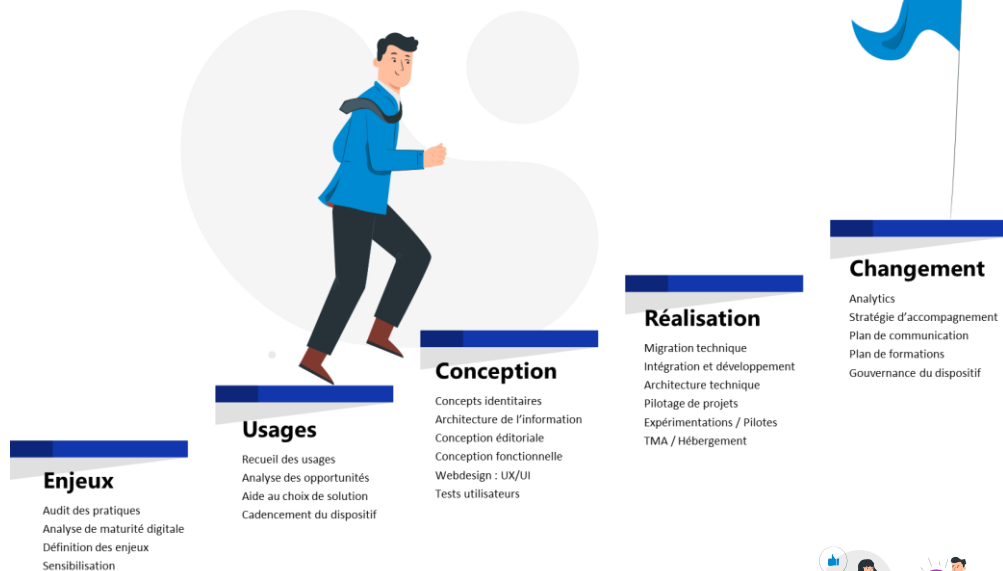 Enjeux
Audit des pratiques
Analyse de maturité digitale
Définition des enjeux
Sensibilisation
Usages
Recueil des usages
Analyse des opportunités
Aide au choix de solution
Cadencement du dispositif
Conception
Concepts identitaires
Architecture de l’information
Conception éditoriale
Conception fonctionnelle
Webdesign : UX/UI
Tests utilisateurs
Réalisation
Migration technique
Intégration et développement
Architecture technique
Pilotage de projets
Expérimentations / Pilotes
TMA / Hébergement
Changement
Analytics
Stratégie d’accompagnement
Plan de communication
Plan de formations
Gouvernance du dispositif